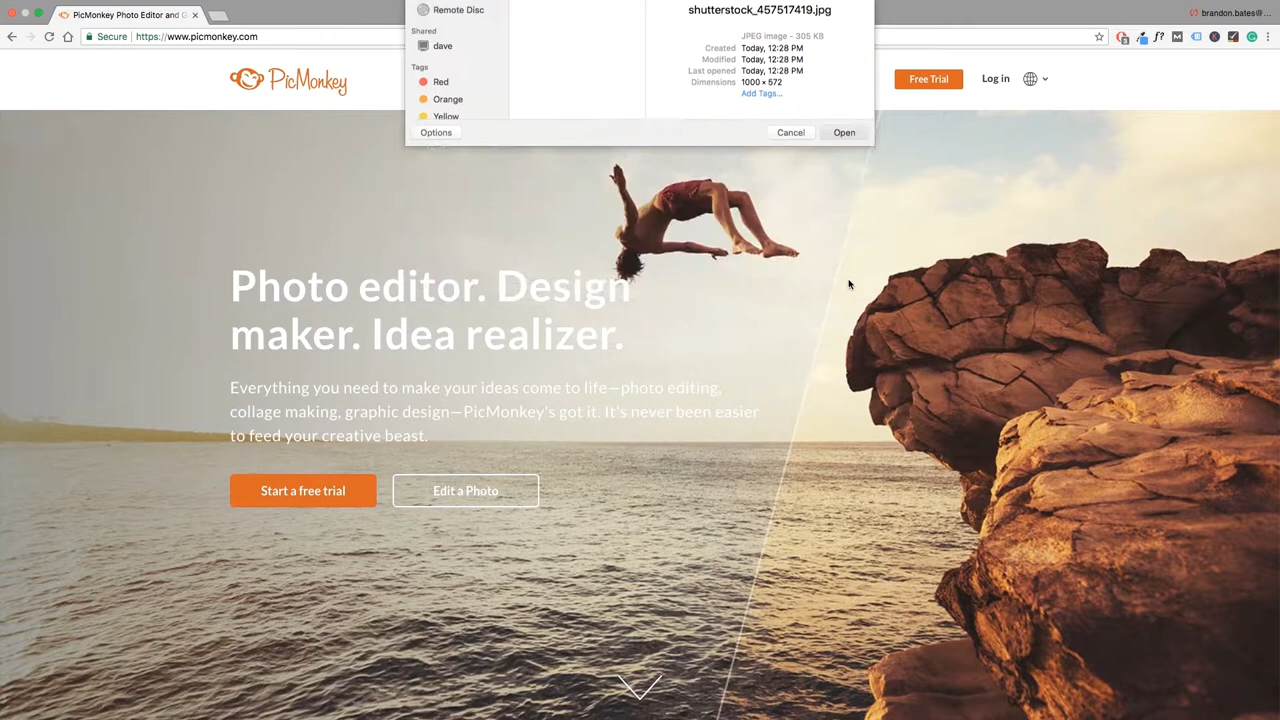 PicMonkey Photo Editor and G
brandon.bates@...
Secure
https://www.picmonkey.com
Remote Disc
Shared
dave
Tags
Red
Orange
Yellow
Options
shutterstock_457517419.jpg
JPEG image - 305 KB
Created Today, 12:28 PM
Modified Today, 12:28 PM
Last opened Today, 12:28 PM
Dimensions 1000 × 572
Add Tags...
Cancel
Open
PicMonkey
Free Trial
Log in
Photo editor. Design
maker. Idea realizer.
Everything you need to make your ideas come to life—photo editing,
collage making, graphic design—PicMonkey's got it. It's never been easier
to feed your creative beast.
Start a free trial
Edit a Photo